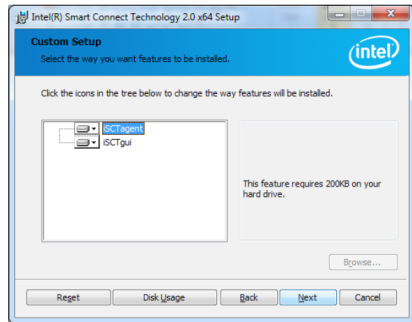 Intel(R) Smart Connect Technology 2.0 x64 Setup
Custom Setup
Select the way you want features to be installed.
intel
Click the icons in the tree below to change the way features will be installed.
iSCTagent
iSCTgui
This feature requires 200KB on your
hard drive.
Browse...
Reset
Disk Usage
Back
Next
Cancel